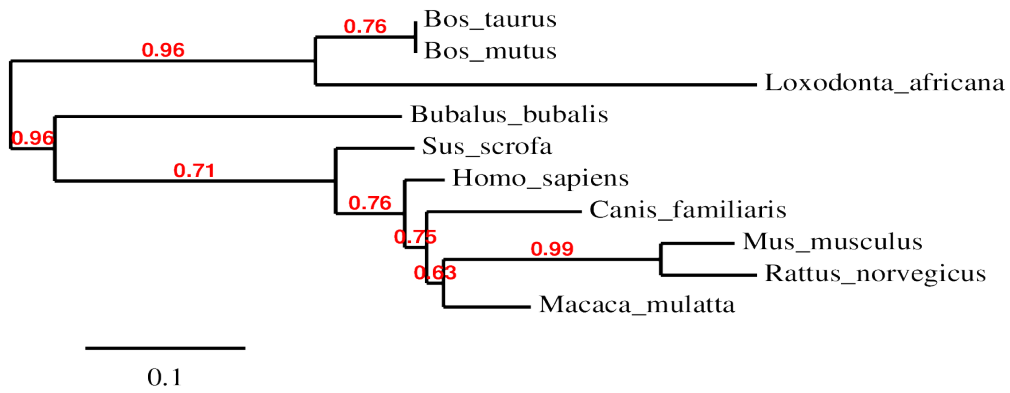 Bos_taurus
0.76
Bos_mutus
0.96
Loxodonta_africana
Bubalus_bubalis
0.96
Sus_scrofa
0.71
Homo_sapiens
0.76
Canis_familiaris
0.75
Mus_musculus
0.99
0.63
Rattus_norvegicus
Macaca_mulatta
0.1